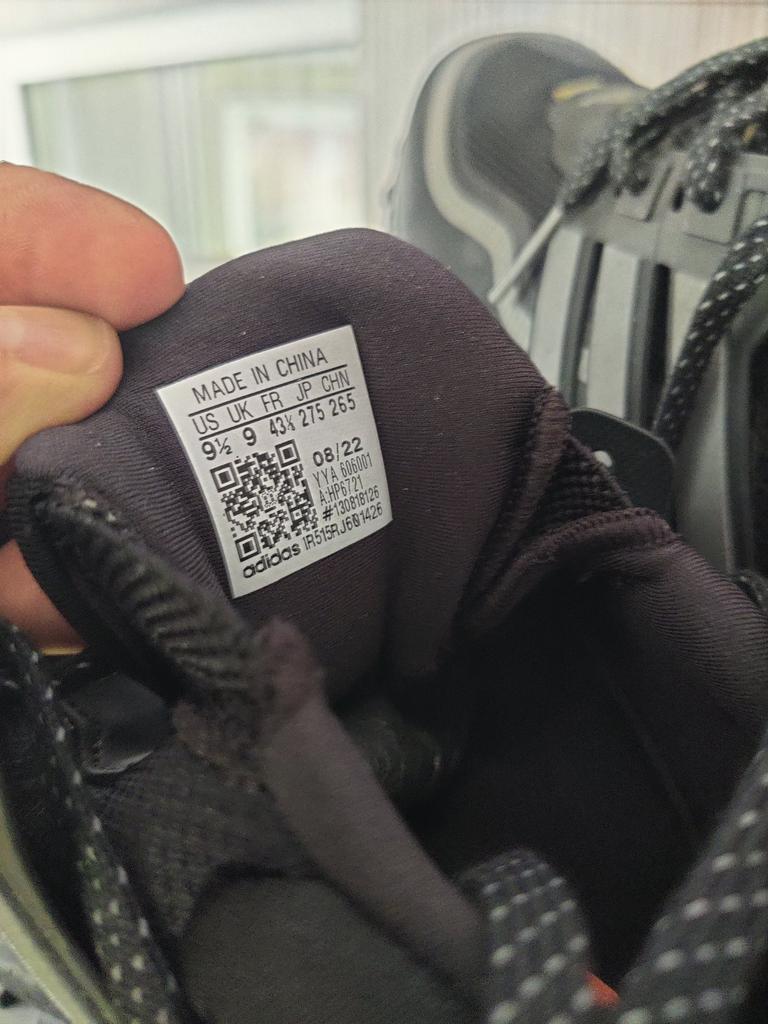 MADE IN CHINA
US UK FR JP CHN
9½ 9 43⅓ 275 265
08/22
YYA 606001
A:HP6721
#130818126
adidas 1R515RJ601426